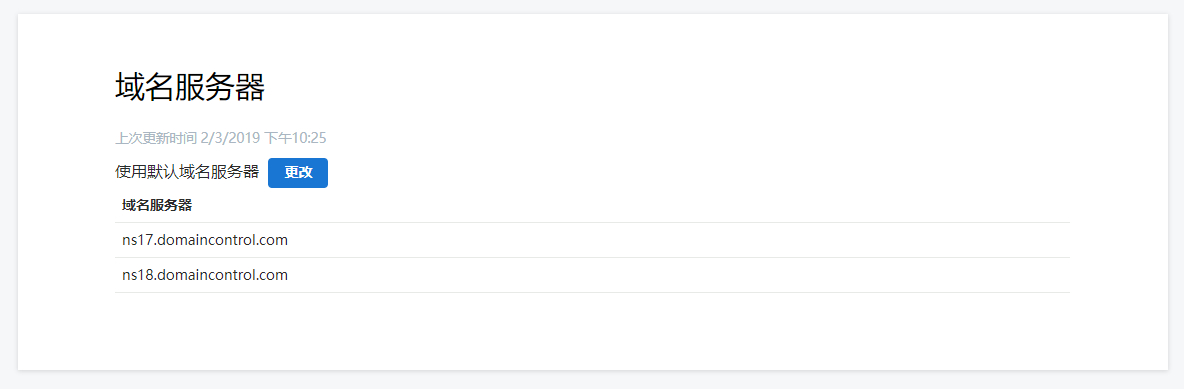 域名服务器
上次更新时间 2/3/2019 下午10:25
使用默认域名服务器 更改
域名服务器
ns17.domaincontrol.com
ns18.domaincontrol.com